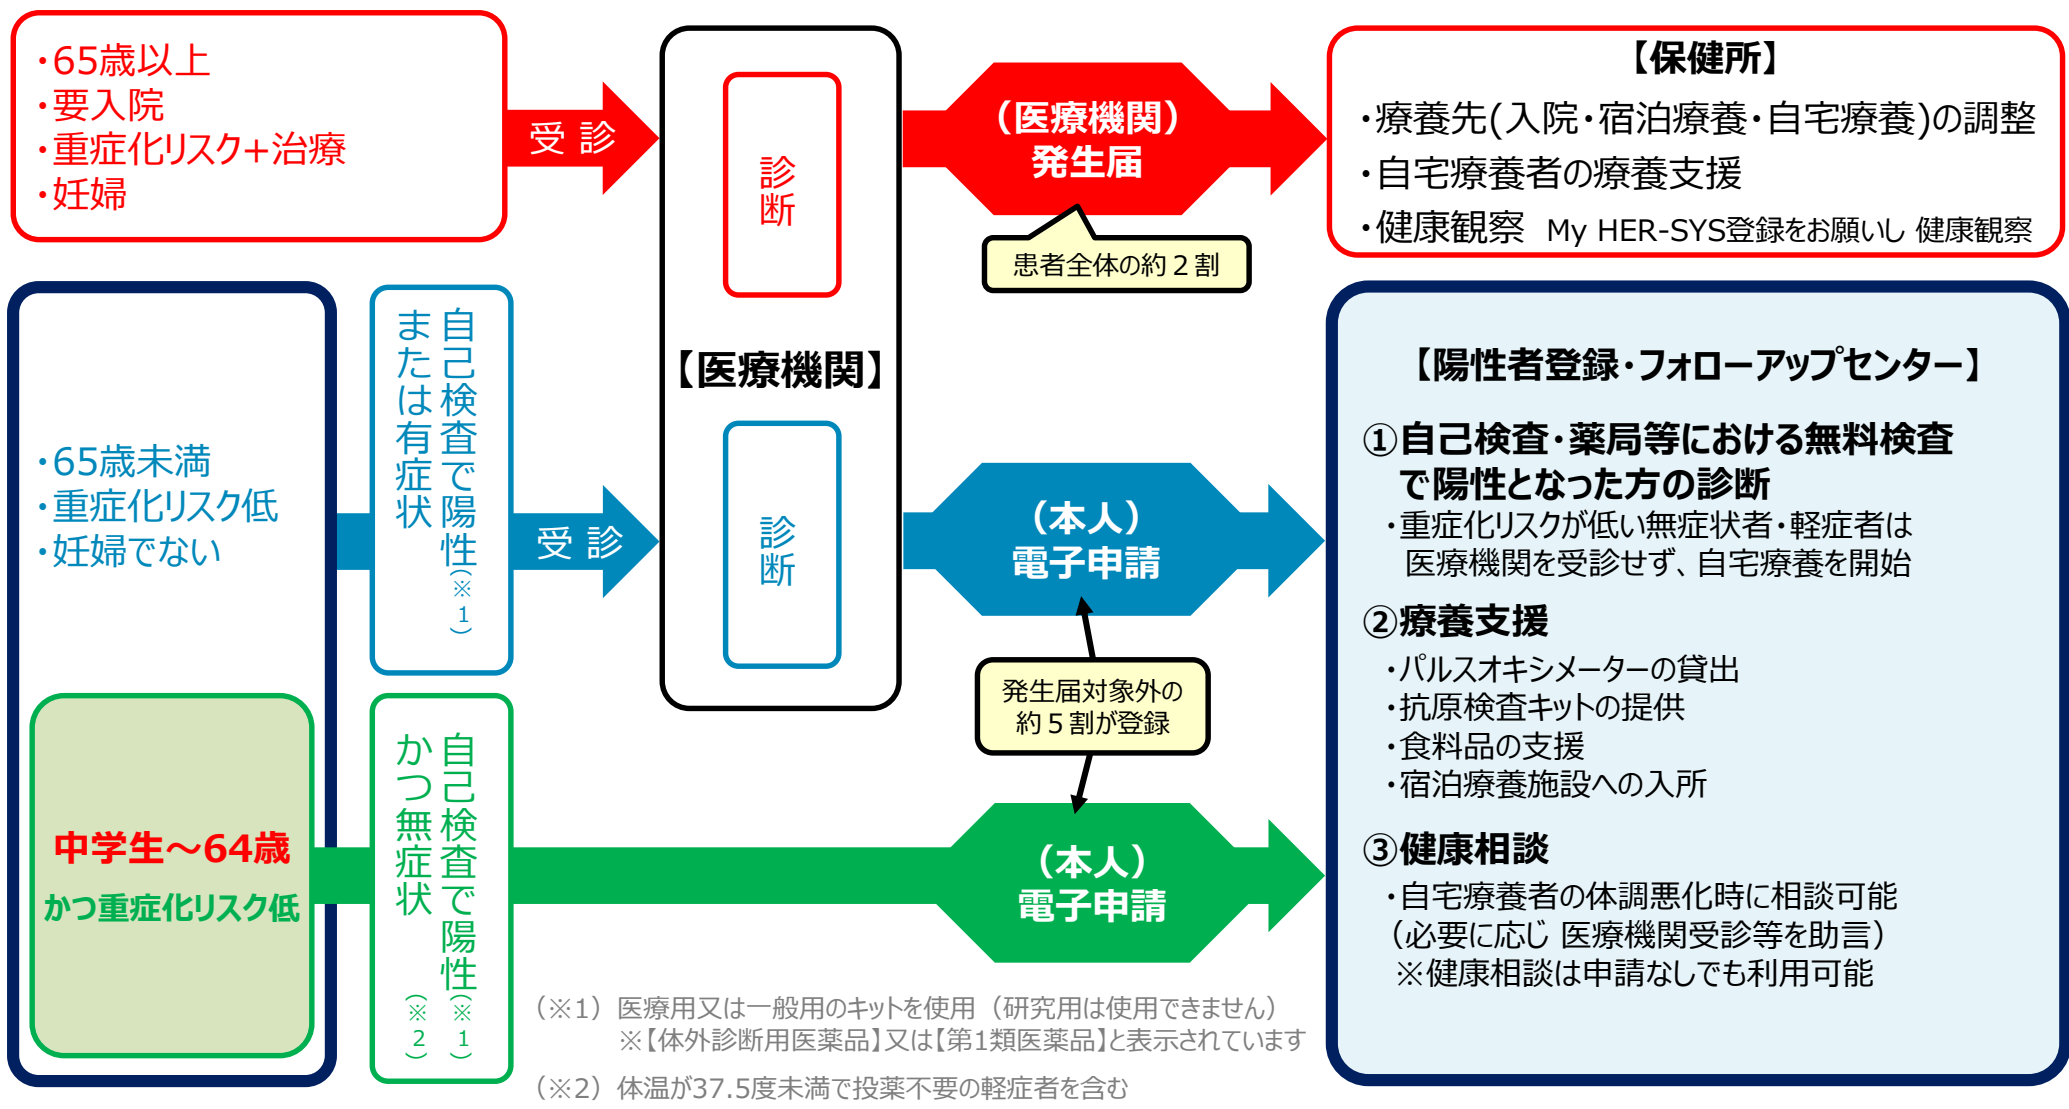 ・65歳以上
・要入院
・重症化リスク+治療
・妊婦
受 診
診断
（医療機関）
発生届
患者全体の約２割
【保健所】
・療養先(入院・宿泊療養・自宅療養)の調整
・自宅療養者の療養支援
・健康観察 My HER-SYS登録をお願いし 健康観察
・65歳未満
・重症化リスク低
・妊婦でない
自己検査で陽性(※1)
または有症状
受 診
【医療機関】
診断
（本人）
電子申請
発生届対象外の
約５割が登録
中学生～64歳
かつ重症化リスク低
自己検査で陽性(※1)
かつ無症状(※2)
（本人）
電子申請
【陽性者登録・フォローアップセンター】
①自己検査・薬局等における無料検査
で陽性となった方の診断
・重症化リスクが低い無症状者・軽症者は
医療機関を受診せず、自宅療養を開始
②療養支援
・パルスオキシメーターの貸出
・抗原検査キットの提供
・食料品の支援
・宿泊療養施設への入所
③健康相談
・自宅療養者の体調悪化時に相談可能
（必要に応じ 医療機関受診等を助言）
※健康相談は申請なしでも利用可能
（※1）医療用又は一般用のキットを使用（研究用は使用できません）
※【体外診断用医薬品】又は【第1類医薬品】と表示されています
（※2）体温が37.5度未満で投薬不要の軽症者を含む